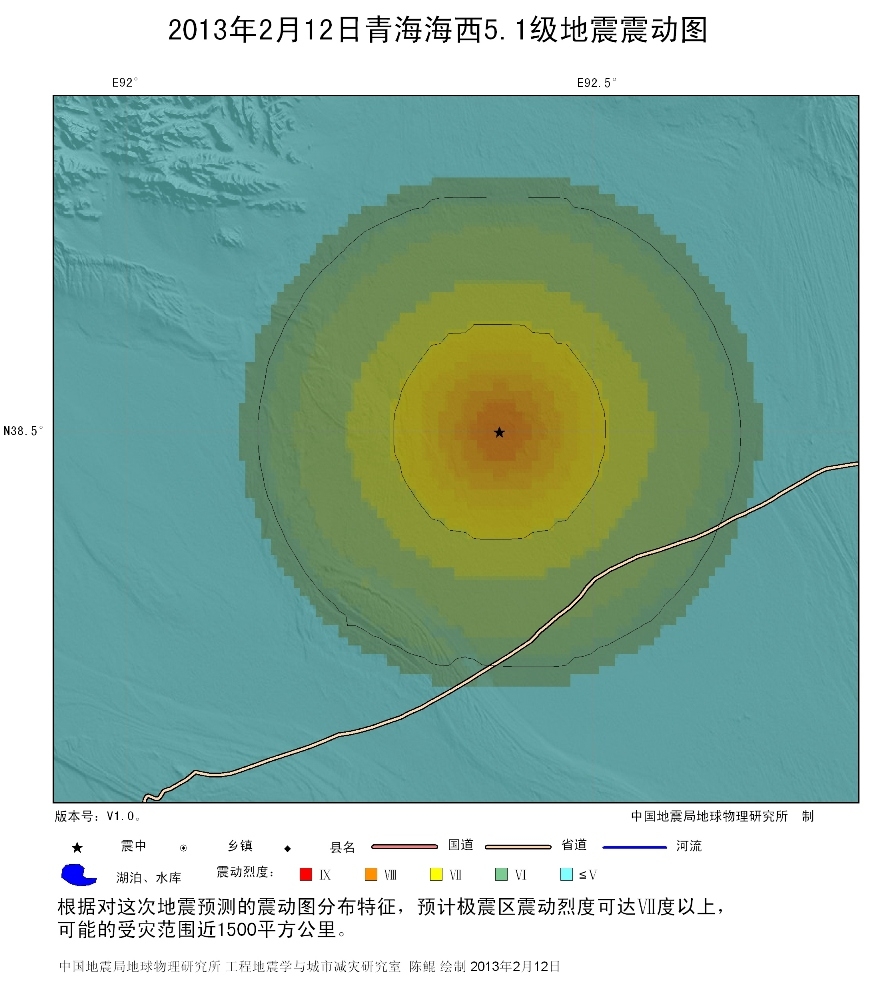 2013年2月12日青海海西5.1级地震震动图
E92° E92.5°
N38.5°
版本号：V1.0。 中国地震局地球物理研究所 制
震中 乡镇 县名 国道 省道 河流
湖泊、水库 震动烈度： Ⅸ Ⅷ Ⅶ Ⅵ ≤Ⅴ
根据对这次地震预测的震动图分布特征，预计极震区震动烈度可达Ⅶ度以上，
可能的受灾范围近1500平方公里。
中国地震局地球物理研究所 工程地震学与城市减灾研究室 陈鲲 绘制 2013年2月12日